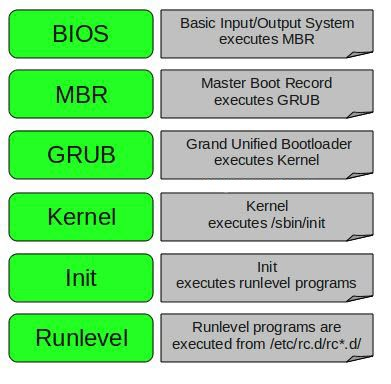 BIOS
Basic Input/Output System
executes MBR
MBR
Master Boot Record
executes GRUB
GRUB
Grand Unified Bootloader
executes Kernel
Kernel
Kernel
executes /sbin/init
Init
Init
executes runlevel programs
Runlevel
Runlevel programs are
executed from /etc/rc.d/rc*.d/